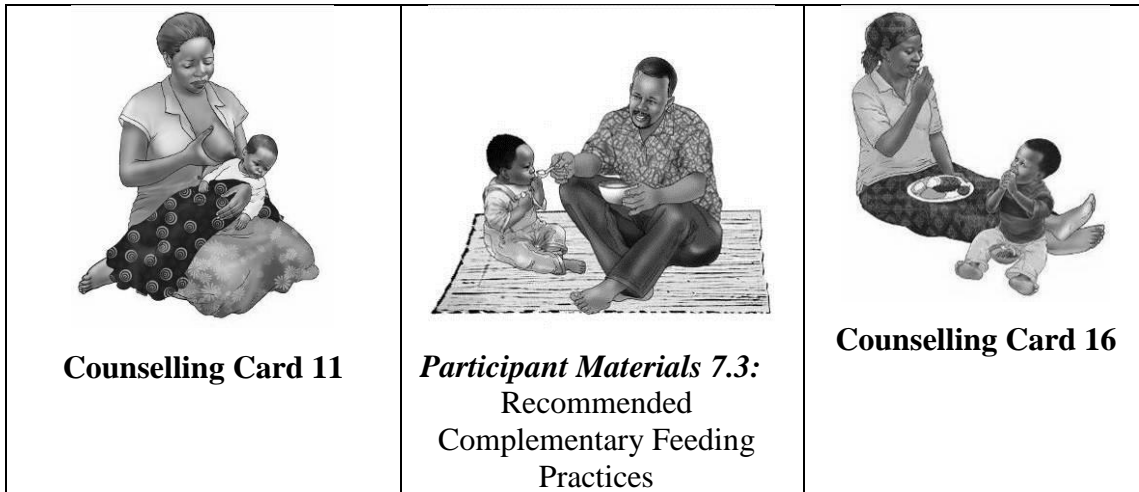 Counselling Card 11
Participant Materials 7.3:
Recommended
Complementary Feeding
Practices
Counselling Card 16